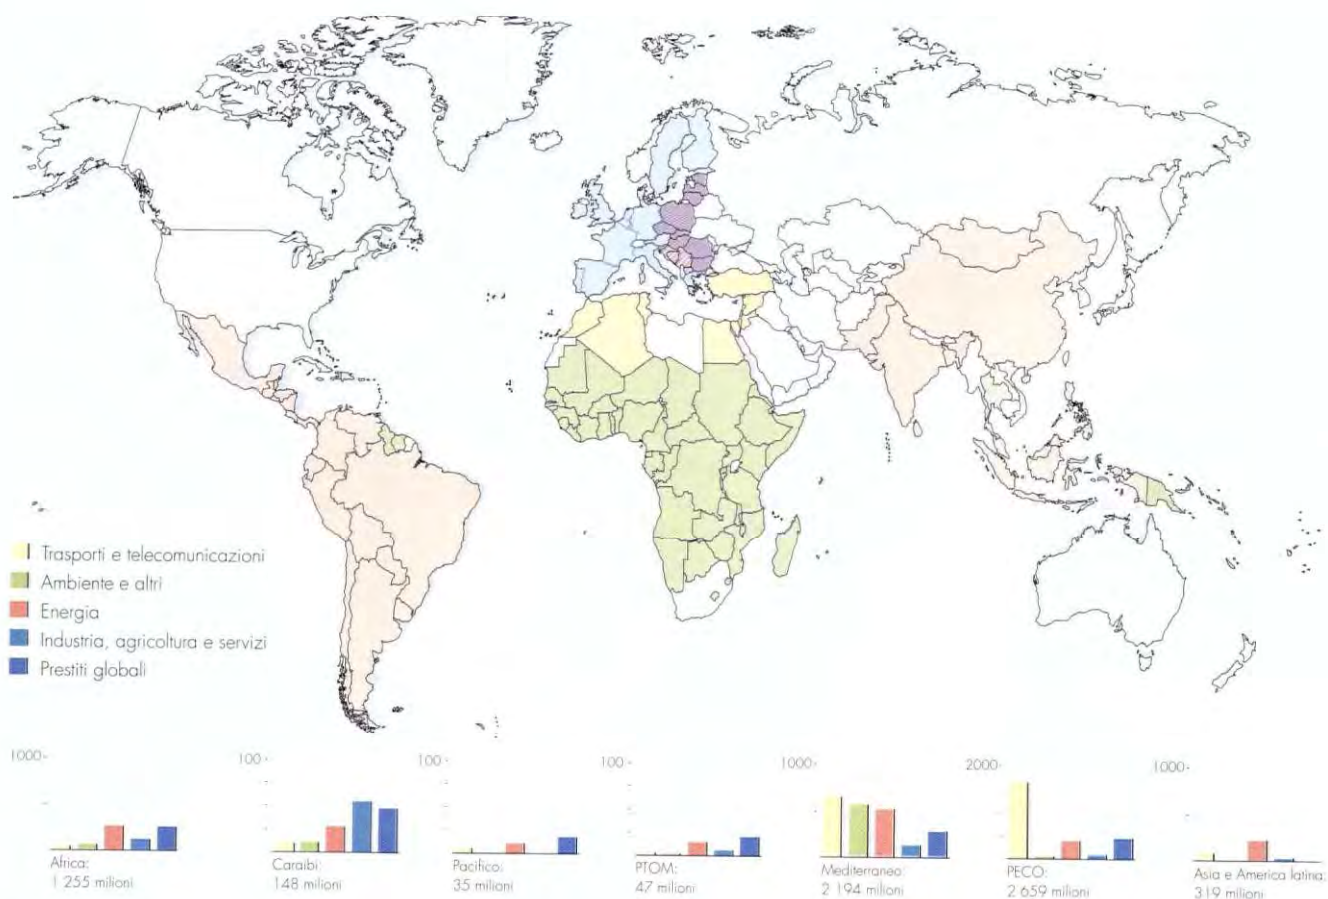 Trasporti e telecomunicazioni
Ambiente e altri
Energia
Industria, agricoltura e servizi
Prestiti globali
1000 100 100 100 1000 2000 1000
Africa:
1 255 milioni
Caraibi:
148 milioni
Pacifico:
35 milioni
PTOM:
47 milioni
Mediterraneo:
2 194 milioni
PECO:
2 659 milioni
Asia e America latina:
319 milioni